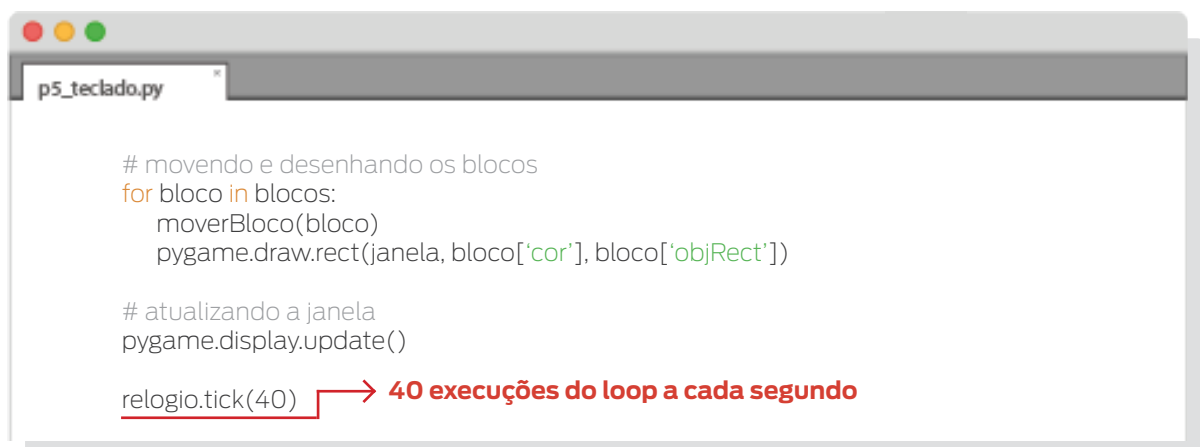 p5_teclado.py ×
# movendo e desenhando os blocos
for bloco in blocos:
moverBloco(bloco)
pygame.draw.rect(janela, bloco[‘cor’], bloco[‘objRect’])
# atualizando a janela
pygame.display.update()
relogio.tick(40) 40 execuções do loop a cada segundo